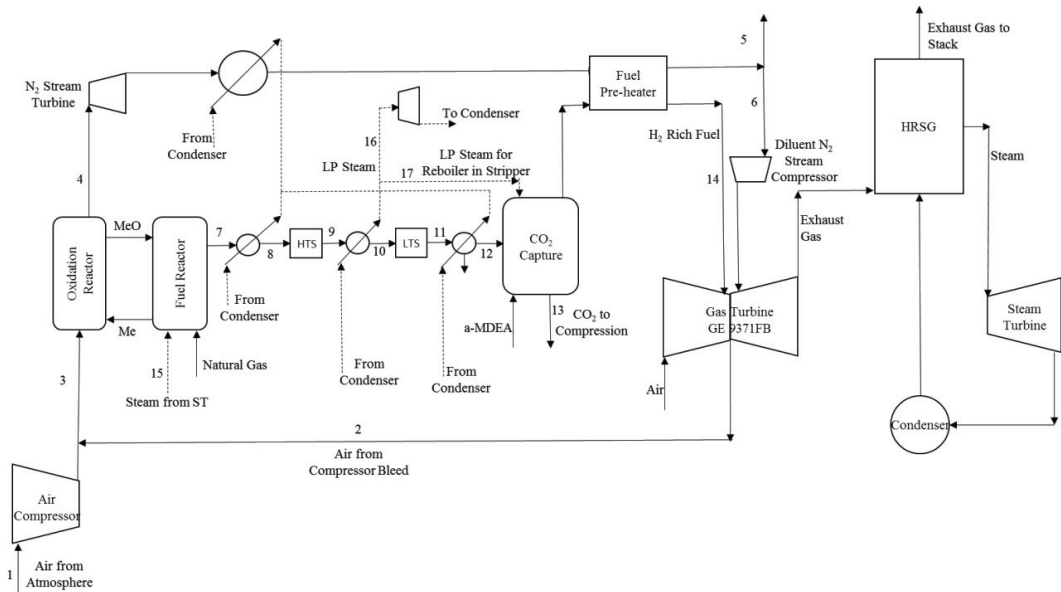 5
Exhaust Gas to
Stack
N₂ Stream
Turbine
Fuel
Pre-heater
HRSG
To Condenser
6
From
Condenser
16
H₂ Rich Fuel
Diluent N₂
Stream
Compressor
Steam
LP Steam
LP Steam for
Reboiler in Stripper
17
4
14
MeO
Exhaust
Gas
7
8
HTS
9
10
LTS
11
12
CO₂
Capture
Oxidation
Reactor
Fuel Reactor
From
Condenser
13
CO₂ to
Compression
Gas Turbine
GE 9371FB
Steam
Turbine
Me
a-MDEA
3
15
Natural Gas
From
Condenser
From
Condenser
Steam from ST
Air
Condenser
2
Air from
Compressor Bleed
Air
Compressor
1
Air from
Atmosphere